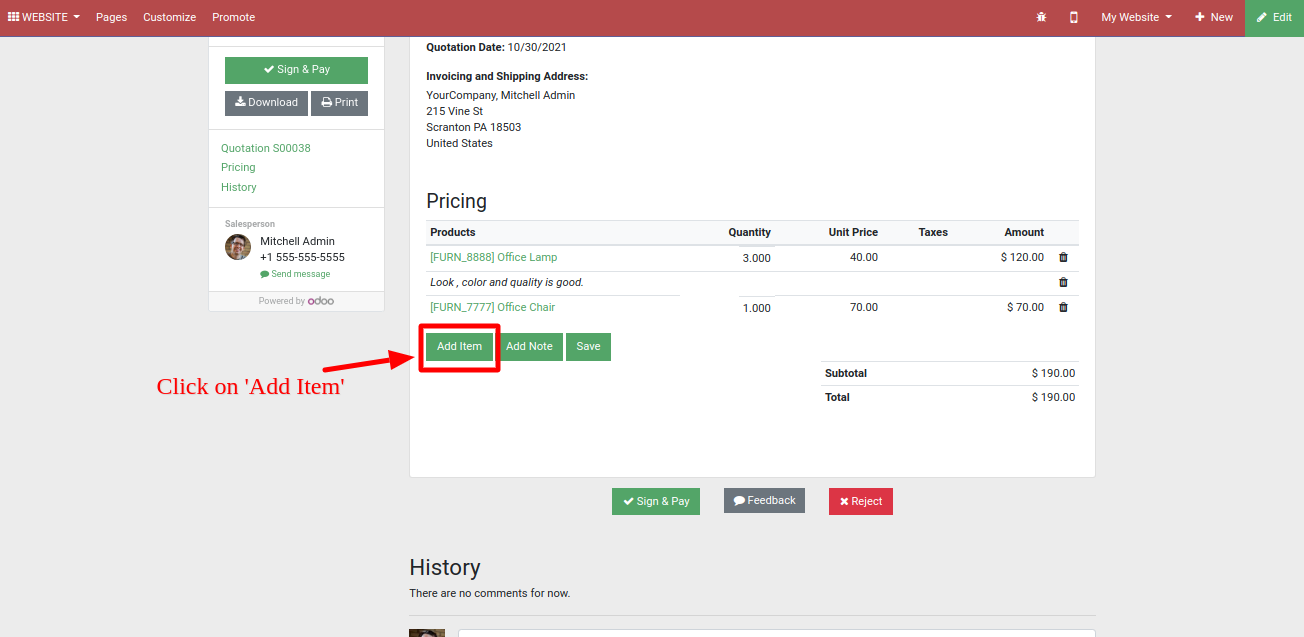 WEBSITE Pages Customize Promote My Website New Edit
Sign & Pay
Download Print
Quotation S00038
Pricing
History
Salesperson
Mitchell Admin
+1 555-555-5555
Send message
Powered by odoo
Quotation Date: 10/30/2021
Invoicing and Shipping Address:
YourCompany, Mitchell Admin
215 Vine St
Scranton PA 18503
United States
Pricing
Products Quantity Unit Price Taxes Amount
[FURN_8888] Office Lamp 3.000 40.00 $ 120.00
Look , color and quality is good.
[FURN_7777] Office Chair 1.000 70.00 $ 70.00
Add Item Add Note Save
Click on 'Add Item'
Subtotal $ 190.00
Total $ 190.00
Sign & Pay Feedback Reject
History
There are no comments for now.